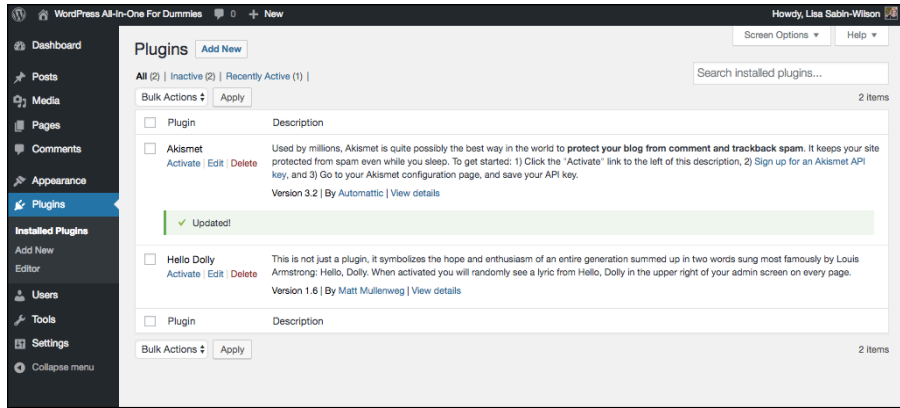 WordPress All-In-One For Dummies 0 + New Howdy, Lisa Sabin-Wilson
Screen Options Help
Dashboard
Posts
Media
Pages
Comments
Appearance
Plugins
Installed Plugins
Add New
Editor
Users
Tools
Settings
Collapse menu
Plugins Add New
All (2) | Inactive (2) | Recently Active (1) |
Search installed plugins...
Bulk Actions Apply 2 items
Plugin Description
Akismet
Activate | Edit | Delete
Used by millions, Akismet is quite possibly the best way in the world to protect your blog from comment and trackback spam. It keeps your site
protected from spam even while you sleep. To get started: 1) Click the "Activate" link to the left of this description, 2) Sign up for an Akismet API
key, and 3) Go to your Akismet configuration page, and save your API key.
Version 3.2 | By Automattic | View details
Updated!
Hello Dolly
Activate | Edit | Delete
This is not just a plugin, it symbolizes the hope and enthusiasm of an entire generation summed up in two words sung most famously by Louis
Armstrong: Hello, Dolly. When activated you will randomly see a lyric from Hello, Dolly in the upper right of your admin screen on every page.
Version 1.6 | By Matt Mullenweg | View details
Plugin Description
Bulk Actions Apply 2 items